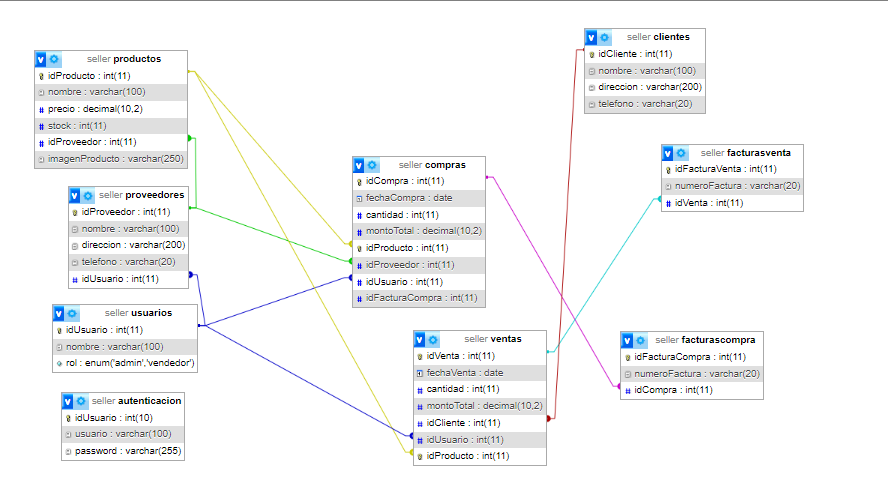 seller productos
idProducto : int(11)
nombre : varchar(100)
precio : decimal(10,2)
stock : int(11)
idProveedor : int(11)
imagenProducto : varchar(250)
seller proveedores
idProveedor : int(11)
nombre : varchar(100)
direccion : varchar(200)
telefono : varchar(20)
idUsuario : int(11)
seller usuarios
idUsuario : int(11)
nombre : varchar(100)
rol : enum('admin','vendedor')
seller autenticacion
idUsuario : int(10)
usuario : varchar(100)
password : varchar(255)
seller compras
idCompra : int(11)
fechaCompra : date
cantidad : int(11)
montoTotal : decimal(10,2)
idProducto : int(11)
idProveedor : int(11)
idUsuario : int(11)
idFacturaCompra : int(11)
seller ventas
idVenta : int(11)
fechaVenta : date
cantidad : int(11)
montoTotal : decimal(10,2)
idCliente : int(11)
idUsuario : int(11)
idProducto : int(11)
seller clientes
idCliente : int(11)
nombre : varchar(100)
direccion : varchar(200)
telefono : varchar(20)
seller facturasventa
idFacturaVenta : int(11)
numeroFactura : varchar(20)
idVenta : int(11)
seller facturascompra
idFacturaCompra : int(11)
numeroFactura : varchar(20)
idCompra : int(11)